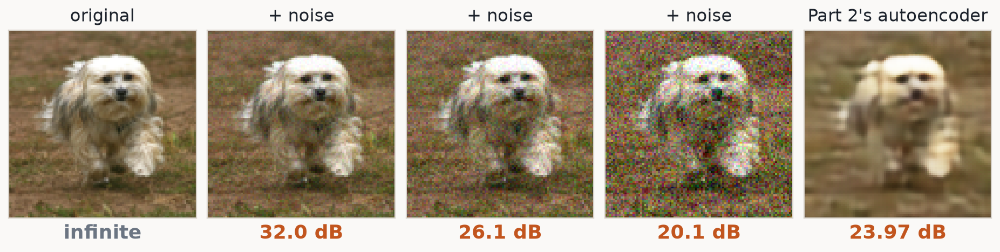 original
+ noise
+ noise
+ noise
Part 2's autoencoder
infinite
32.0 dB
26.1 dB
20.1 dB
23.97 dB